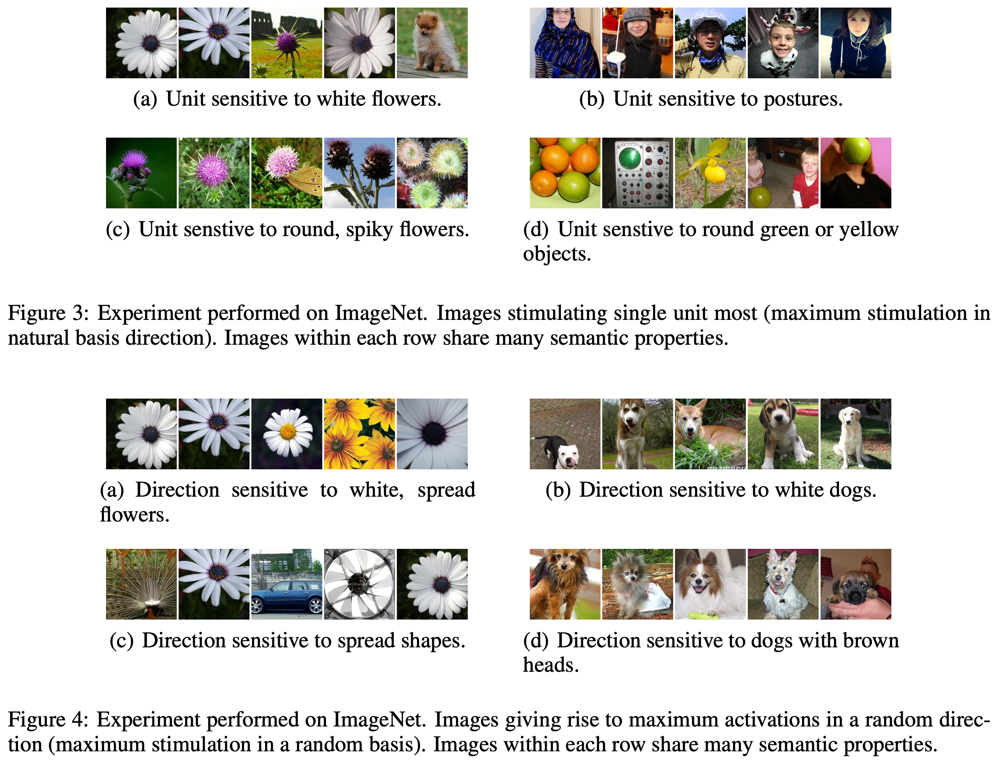 (a) Unit sensitive to white flowers.
(b) Unit sensitive to postures.
(c) Unit senstive to round, spiky flowers.
(d) Unit senstive to round green or yellow
objects.
Figure 3: Experiment performed on ImageNet. Images stimulating single unit most (maximum stimulation in
natural basis direction). Images within each row share many semantic properties.
(a) Direction sensitive to white, spread
flowers.
(b) Direction sensitive to white dogs.
(c) Direction sensitive to spread shapes.
(d) Direction sensitive to dogs with brown
heads.
Figure 4: Experiment performed on ImageNet. Images giving rise to maximum activations in a random direc-
tion (maximum stimulation in a random basis). Images within each row share many semantic properties.